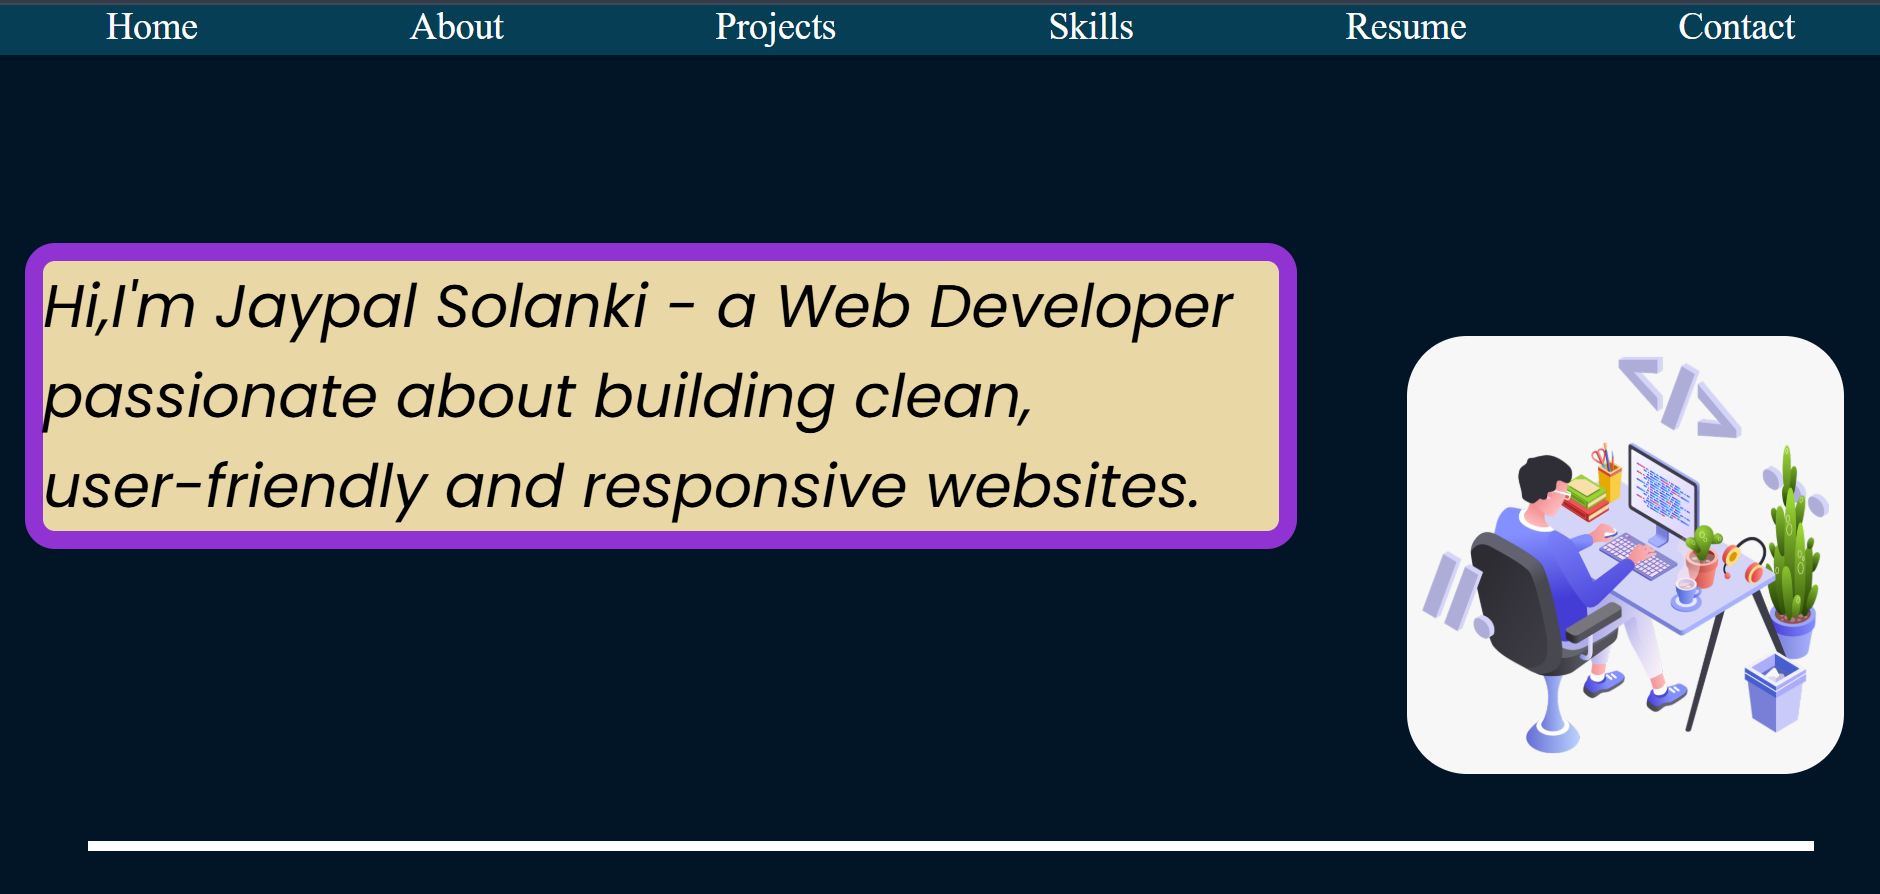 Home About Projects Skills Resume Contact
Hi,I'm Jaypal Solanki - a Web Developer
passionate about building clean,
user-friendly and responsive websites.